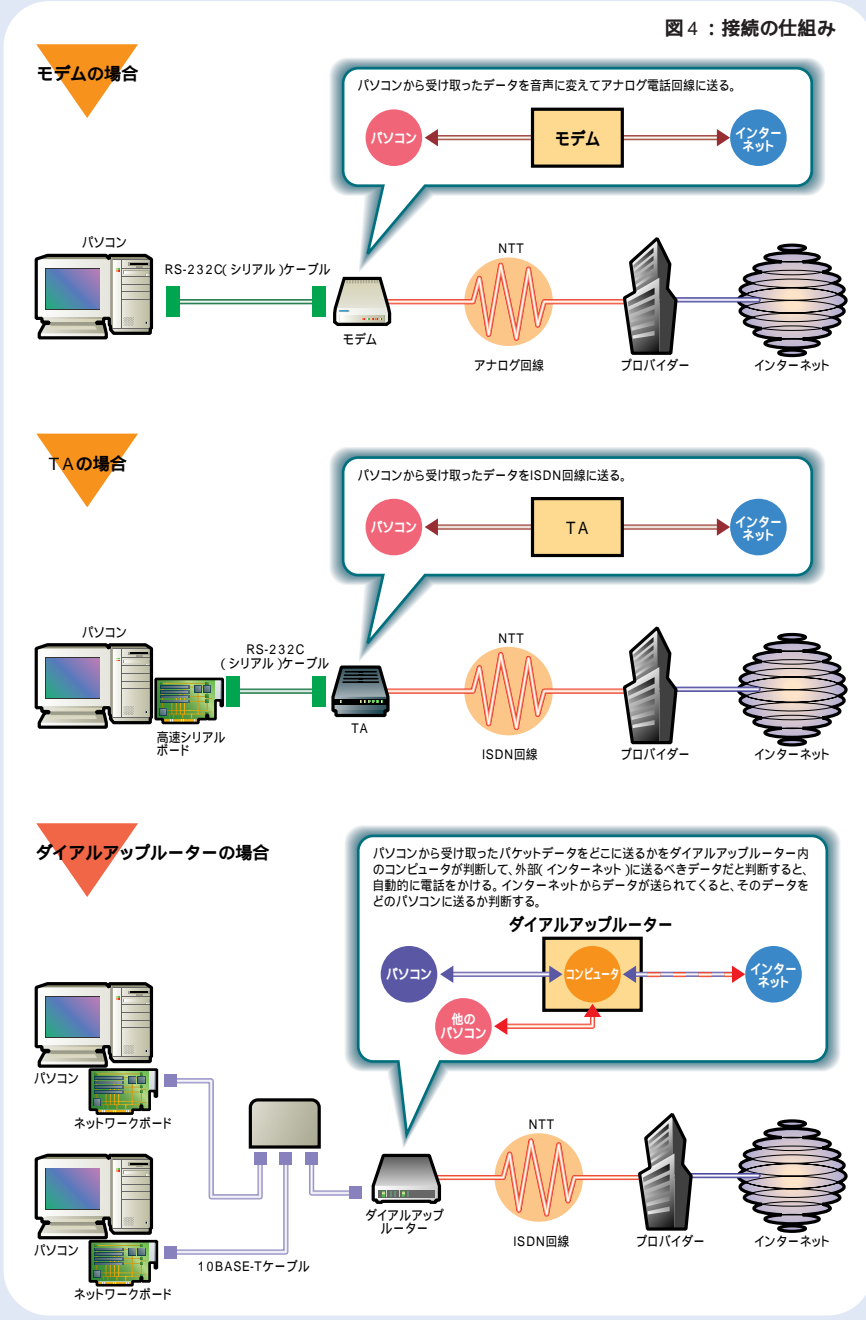 図4：接続の仕組み
モデムの場合
パソコンから受け取ったデータを音声に変えてアナログ電話回線に送る。
パソコン
モデム
インター
ネット
パソコン
RS-232C(シリアル)ケーブル
モデム
NTT
アナログ回線
プロバイダー
インターネット
TAの場合
パソコンから受け取ったデータをISDN回線に送る。
パソコン
TA
インター
ネット
パソコン
高速シリアル
ボード
RS-232C
(シリアル)ケーブル
TA
NTT
ISDN回線
プロバイダー
インターネット
ダイアルアップルーターの場合
パソコンから受け取ったパケットデータをどこに送るかをダイアルアップルーター内
のコンピュータが判断して、外部(インターネット)に送るべきデータだと判断すると、
自動的に電話をかける。インターネットからデータが送られてくると、そのデータを
どのパソコンに送るか判断する。
ダイアルアップルーター
パソコン
コンピュータ
インター
ネット
他の
パソコン
パソコン
ネットワークボード
パソコン
ネットワークボード
10BASE-Tケーブル
ダイアルアップ
ルーター
NTT
ISDN回線
プロバイダー
インターネット